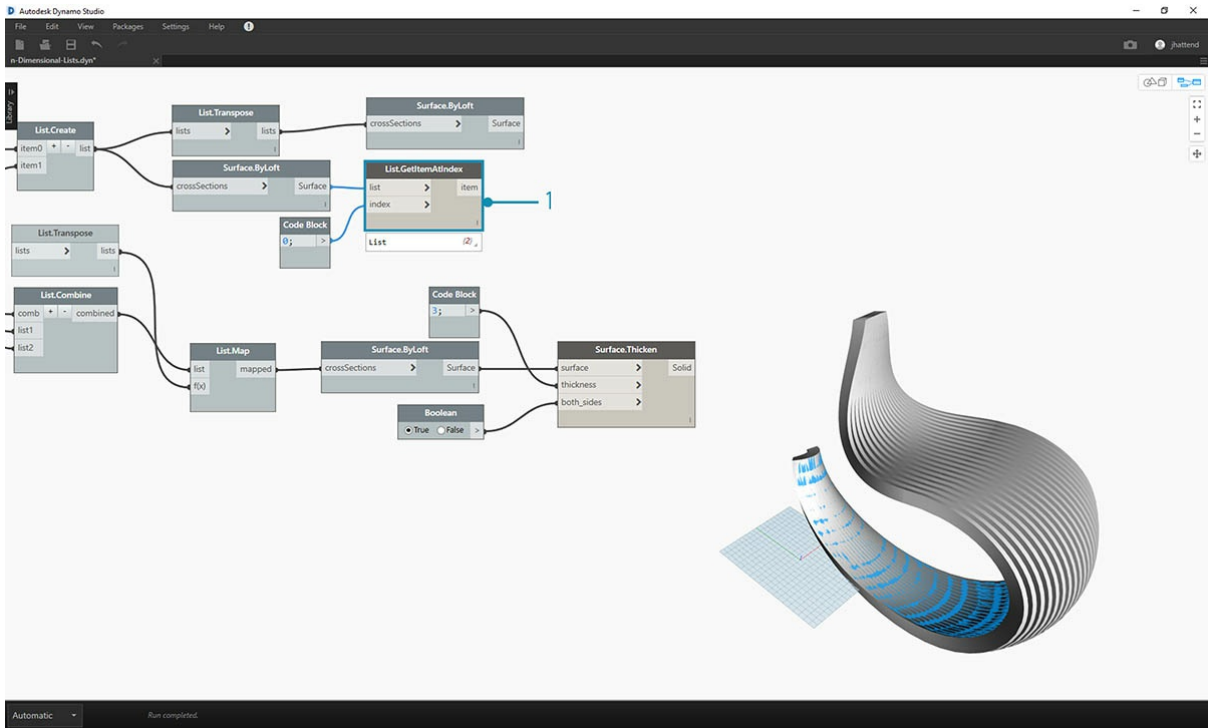 Autodesk Dynamo Studio
File Edit View Packages Settings Help
jhattend
n-Dimensional-Lists.dyn*
Library
List.Create
item0 + - list
item1
List.Transpose
lists > lists
Surface.ByLoft
crossSections > Surface
Surface.ByLoft
crossSections > Surface
List.GetItemAtIndex
list > item
index >
1
Code Block
0; >
List (2)
List.Transpose
lists > lists
List.Combine
comb + - combined
list1
list2
List.Map
list mapped
f(x)
Surface.ByLoft
crossSections > Surface
Code Block
3; >
Boolean
True False >
Surface.Thicken
surface > Solid
thickness >
both_sides >
Automatic
Run completed.